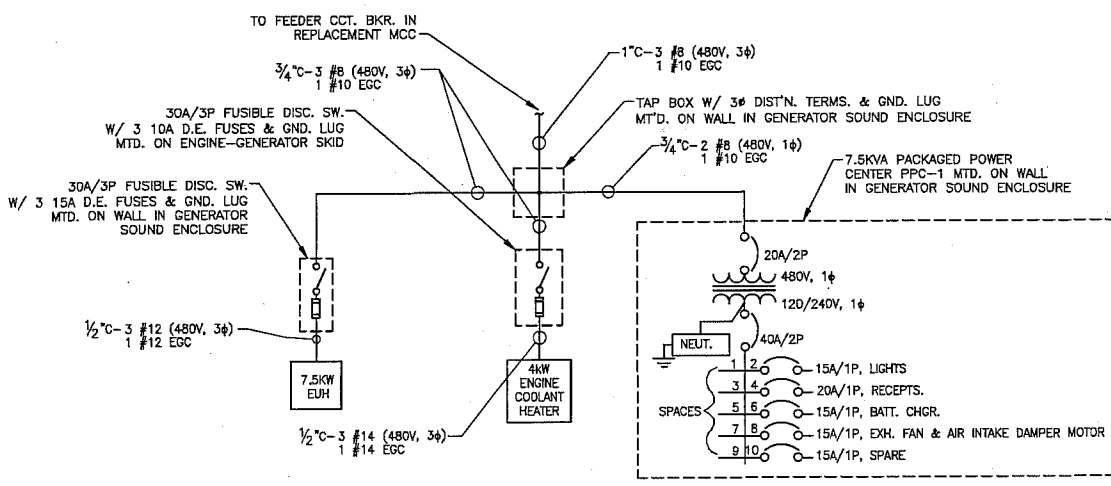 TO FEEDER CCT. BKR. IN
REPLACEMENT MCC
3/4"C-3 #8 (480V, 3ϕ)
1 #10 EGC
1"C-3 #8 (480V, 3ϕ)
1 #10 EGC
30A/3P FUSIBLE DISC. SW.
W/ 3 10A D.E. FUSES & GND. LUG
MTD. ON ENGINE-GENERATOR SKID
TAP BOX W/ 3ϕ DIST'N. TERMS. & GND. LUG
MT'D. ON WALL IN GENERATOR SOUND ENCLOSURE
3/4"C-2 #8 (480V, 1ϕ)
1 #10 EGC
7.5KVA PACKAGED POWER
CENTER PPC-1 MTD. ON WALL
IN GENERATOR SOUND ENCLOSURE
30A/3P FUSIBLE DISC. SW.
W/ 3 15A D.E. FUSES & GND. LUG
MTD. ON WALL IN GENERATOR
SOUND ENCLOSURE
20A/2P
480V, 1ϕ
120/240V, 1ϕ
40A/2P
NEUT.
1/2"C-3 #12 (480V, 3ϕ)
1 #12 EGC
7.5KW
EUH
4kW
ENGINE
COOLANT
HEATER
1/2"C-3 #14 (480V, 3ϕ)
1 #14 EGC
SPACES
1 2 15A/1P, LIGHTS
3 4 20A/1P, RECEPTS.
5 6 15A/1P, BATT. CHGR.
7 8 15A/1P, EXH. FAN & AIR INTAKE DAMPER MOTOR
9 10 15A/1P, SPARE